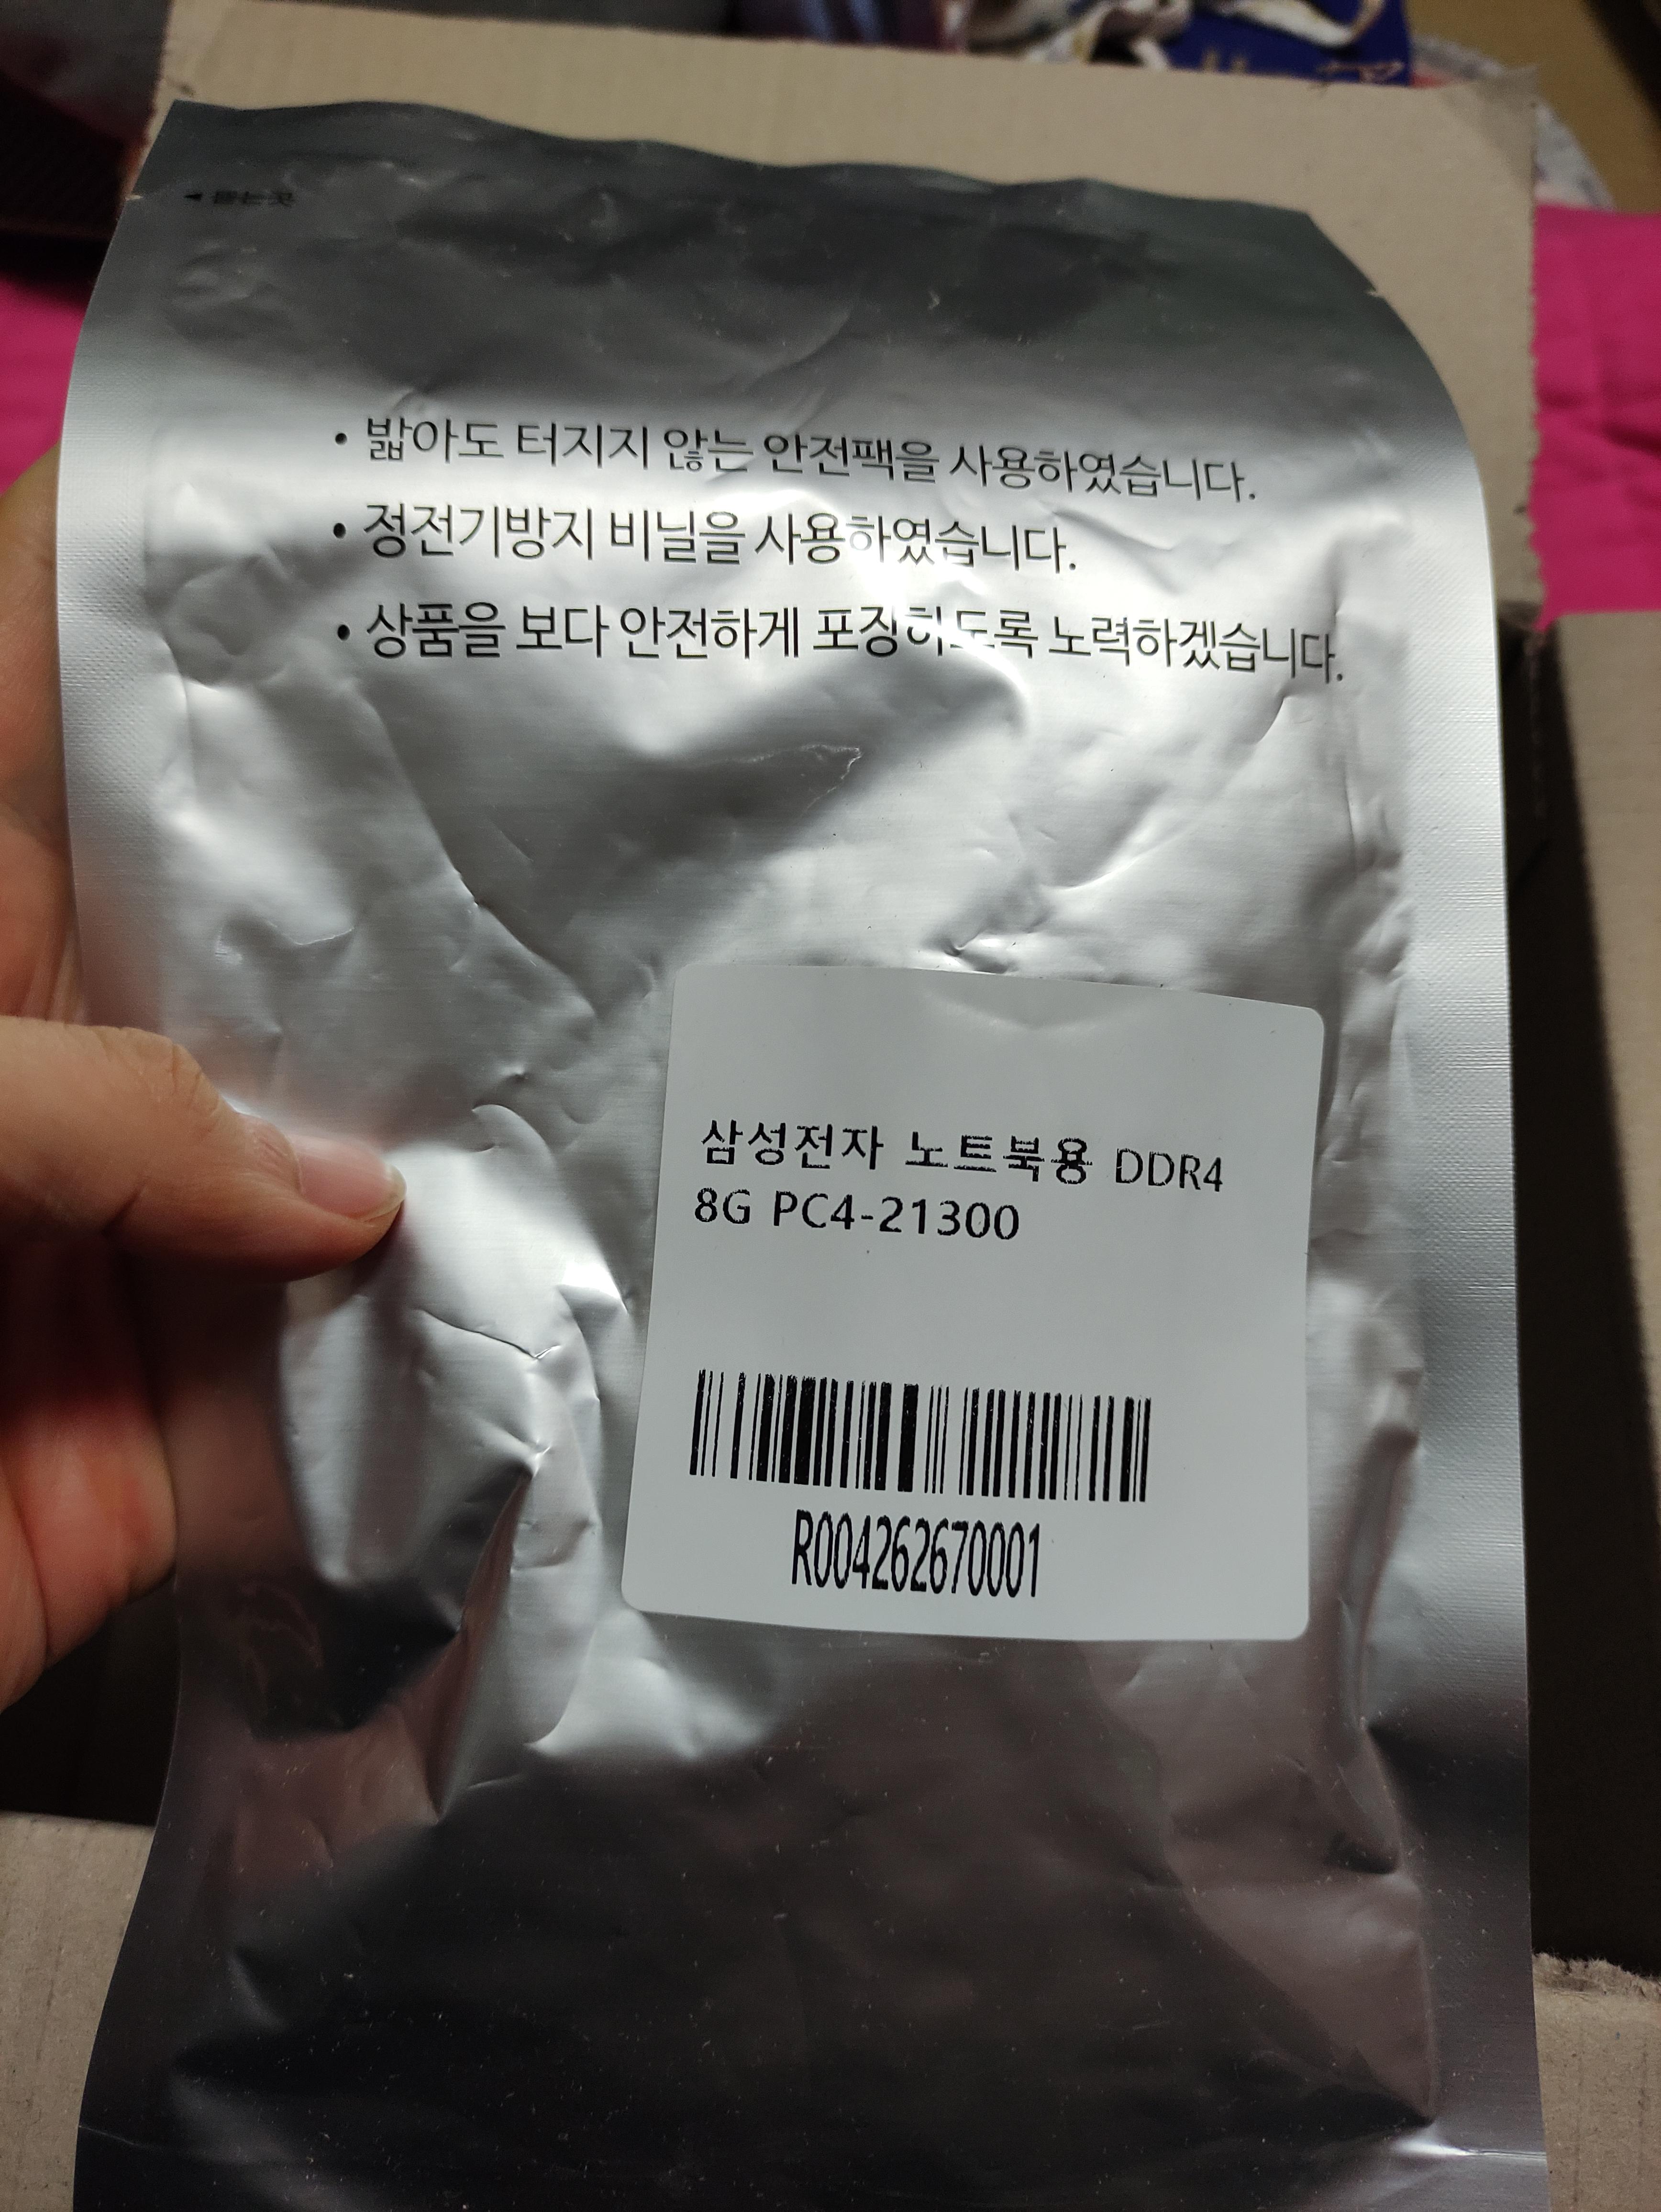 • 밟아도 터지지 않는 안전팩을 사용하였습니다.
• 정전기방지 비닐을 사용하였습니다.
• 상품을 보다 안전하게 포장하도록 노력하겠습니다.
삼성전자 노트북용 DDR4
8G PC4-21300
R004262670001